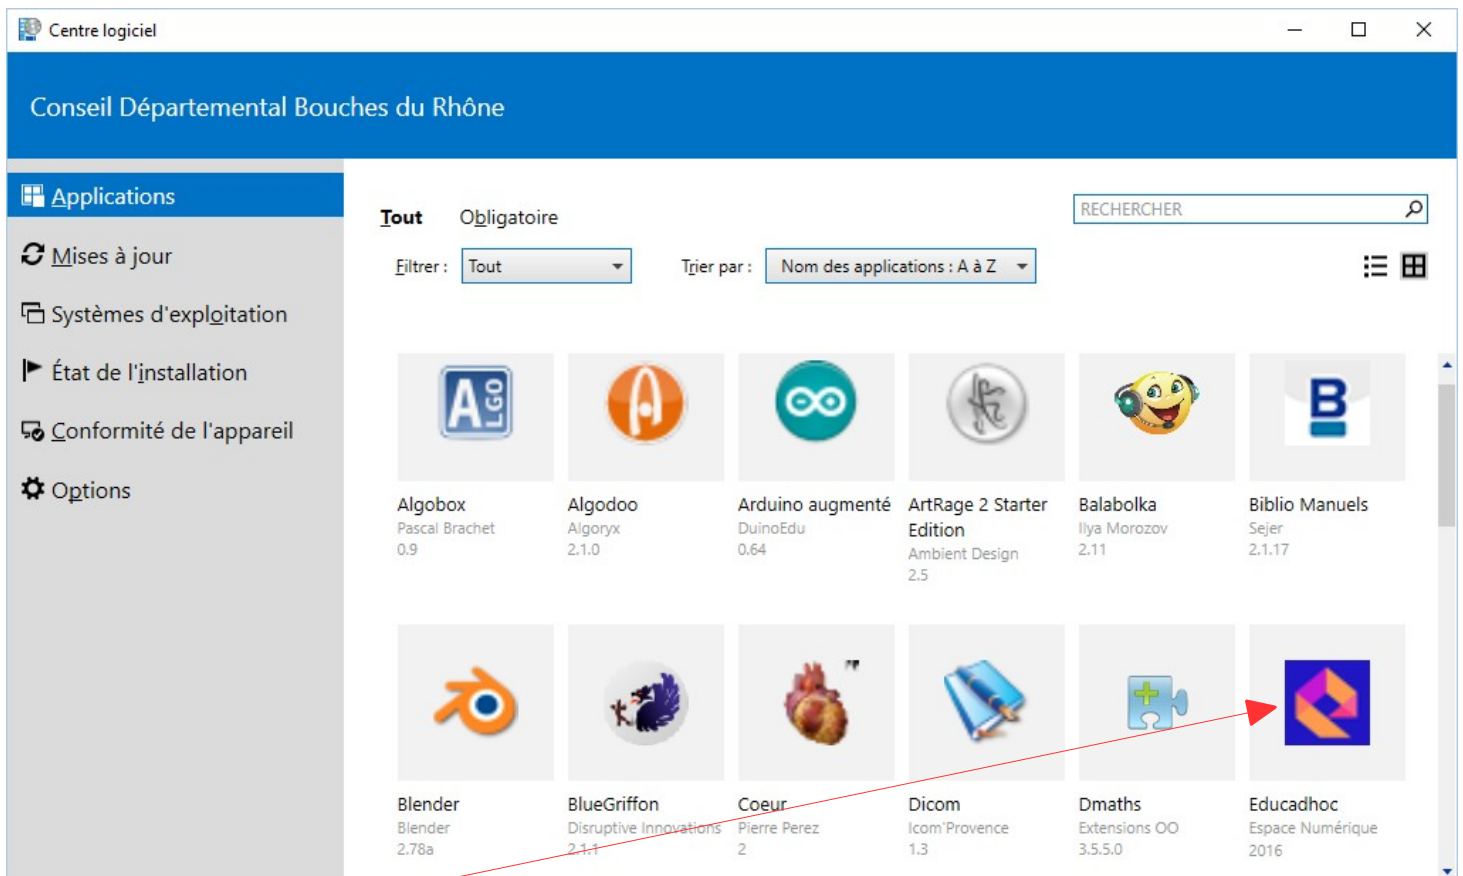 Centre logiciel
Conseil Départemental Bouches du Rhône
Applications
Mises à jour
Systèmes d'exploitation
État de l'installation
Conformité de l'appareil
Options
Tout Obligatoire
RECHERCHER
Filtrer : Tout Trier par : Nom des applications : A à Z
A LGO
B
Algobox
Pascal Brachet
0.9
Algodoo
Algoryx
2.1.0
Arduino augmenté
DuinoEdu
0.64
ArtRage 2 Starter
Edition
Ambient Design
2.5
Balabolka
Ilya Morozov
2.11
Biblio Manuels
Sejer
2.1.17
Blender
Blender
2.78a
BlueGriffon
Disruptive Innovations
2.1.1
Coeur
Pierre Perez
2
Dicom
Icom'Provence
1.3
Dmaths
Extensions OO
3.5.5.0
Educadhoc
Espace Numérique
2016